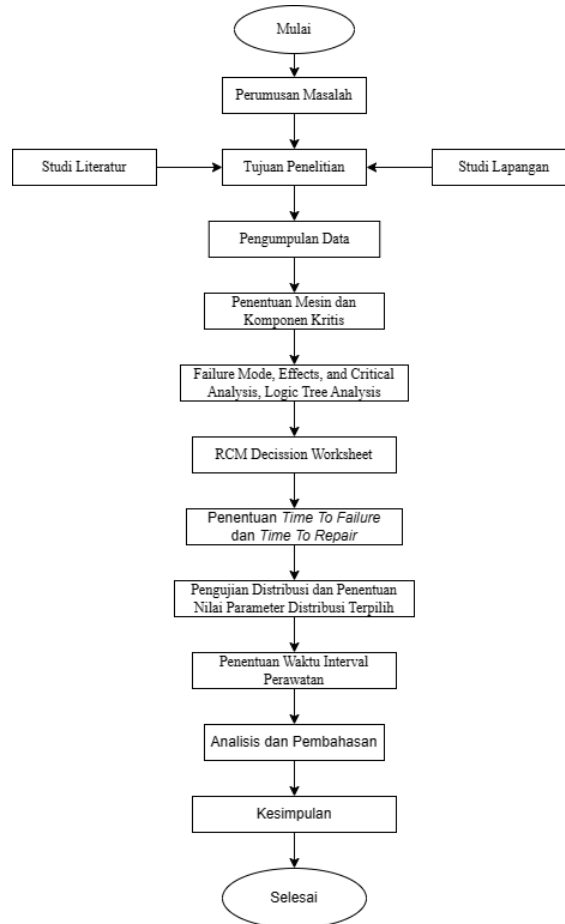 Mulai
Perumusan Masalah
Studi Literatur
Tujuan Penelitian
Studi Lapangan
Pengumpulan Data
Penentuan Mesin dan
Komponen Kritis
Failure Mode, Effects, and Critical
Analysis, Logic Tree Analysis
RCM Decission Worksheet
Penentuan Time To Failure
dan Time To Repair
Pengujian Distribusi dan Penentuan
Nilai Parameter Distribusi Terpilih
Penentuan Waktu Interval
Perawatan
Analisis dan Pembahasan
Kesimpulan
Selesai